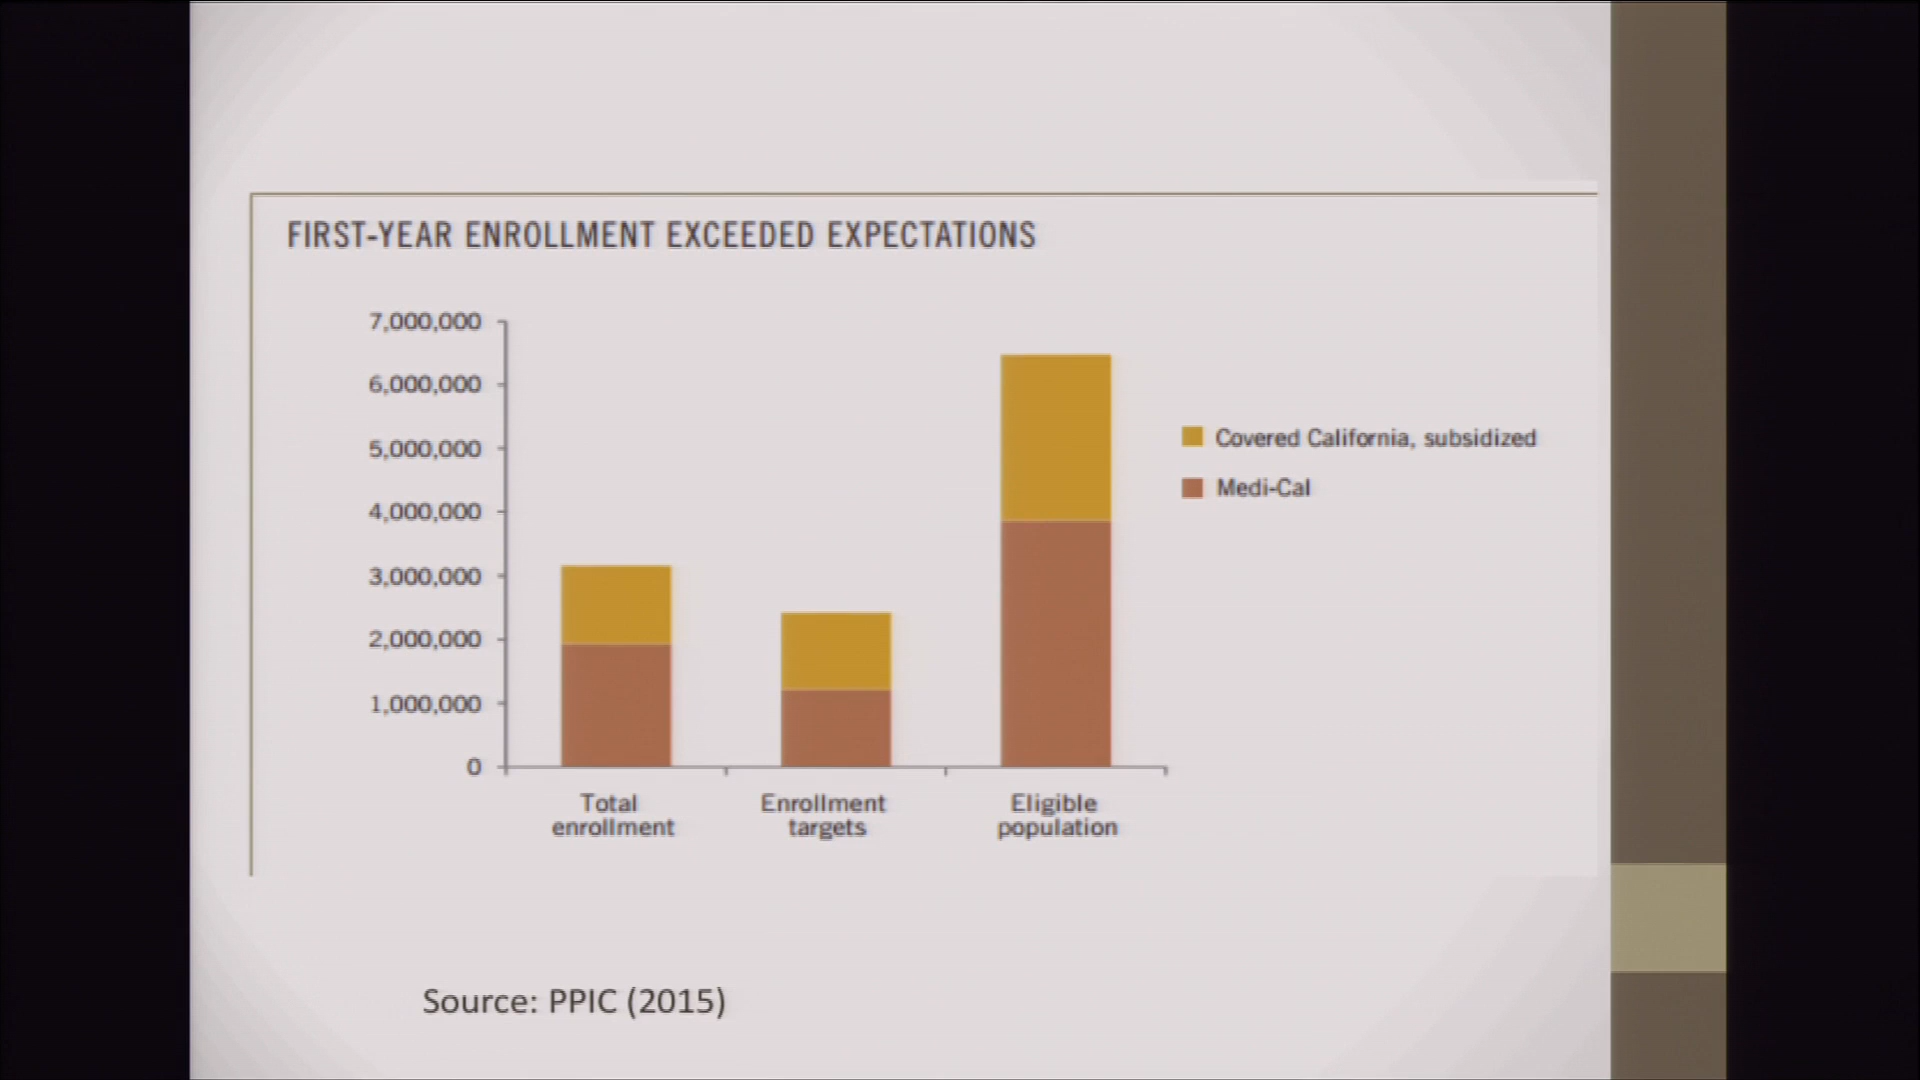 FIRST-YEAR ENROLLMENT EXCEEDED EXPECTATIONS
7,000,000
6,000,000
5,000,000
4,000,000
3,000,000
2,000,000
1,000,000
0
Total
enrollment
Enrollment
targets
Eligible
population
Covered California, subsidized
Medi-Cal
Source: PPIC (2015)